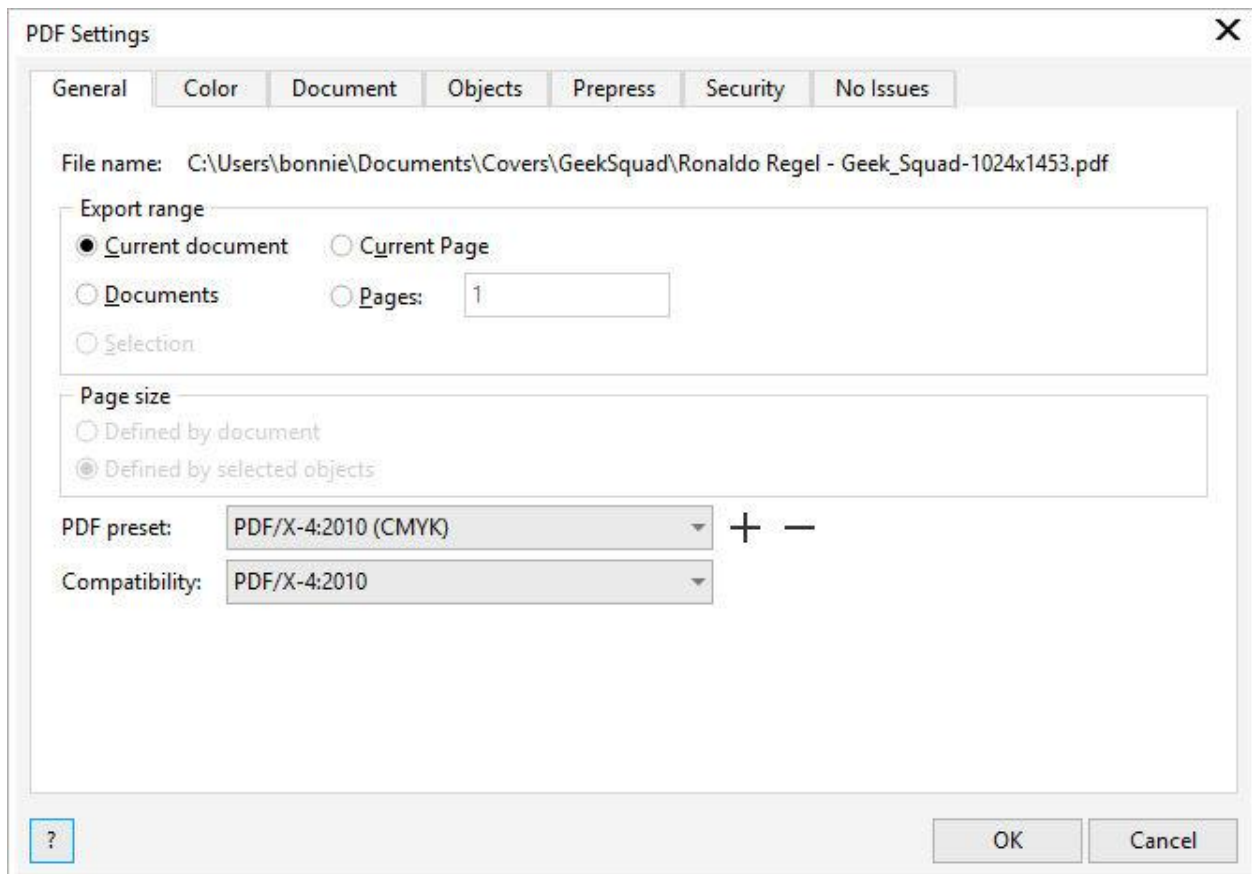 PDF Settings
General Color Document Objects Prepress Security No Issues
File name: C:\Users\bonnie\Documents\Covers\GeekSquad\Ronaldo Regel - Geek_Squad-1024x1453.pdf
Export range
Current document Current Page
Documents Pages: 1
Selection
Page size
Defined by document
Defined by selected objects
PDF preset: PDF/X-4:2010 (CMYK)
Compatibility: PDF/X-4:2010
? OK Cancel